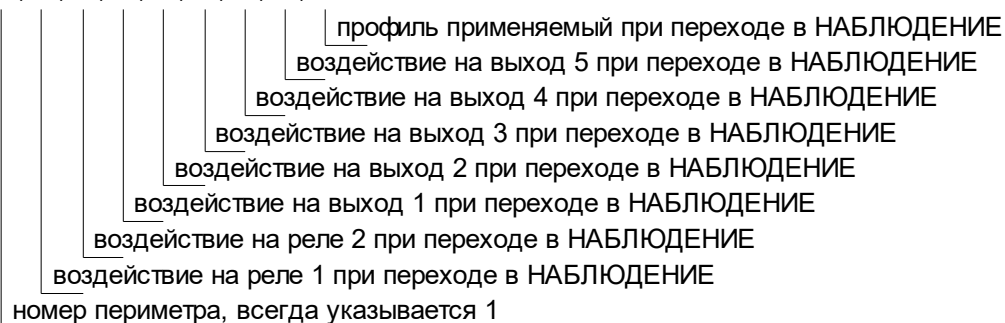 профиль применяемый при переходе в НАБЛЮДЕНИЕ
воздействие на выход 5 при переходе в НАБЛЮДЕНИЕ
воздействие на выход 4 при переходе в НАБЛЮДЕНИЕ
воздействие на выход 3 при переходе в НАБЛЮДЕНИЕ
воздействие на выход 2 при переходе в НАБЛЮДЕНИЕ
воздействие на выход 1 при переходе в НАБЛЮДЕНИЕ
воздействие на реле 2 при переходе в НАБЛЮДЕНИЕ
воздействие на реле 1 при переходе в НАБЛЮДЕНИЕ
номер периметра, всегда указывается 1